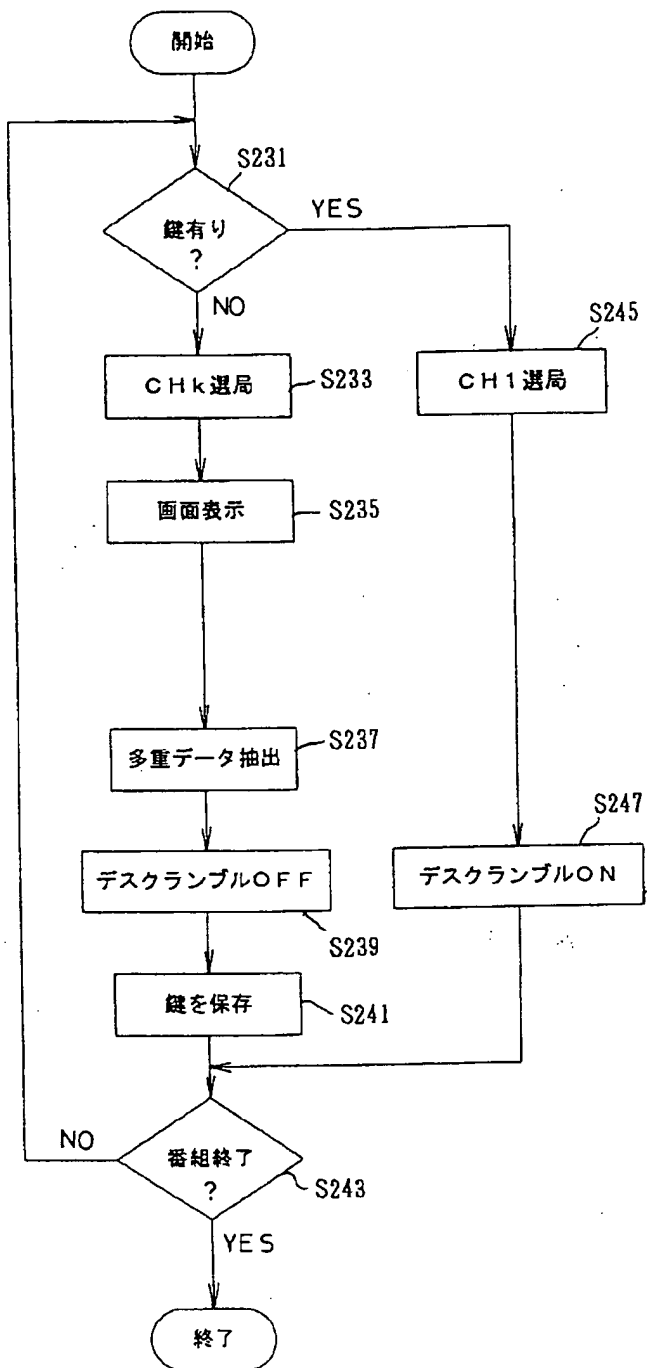 開始
S231
鍵有り
?
YES
NO
S245
CHk選局
S233
CH1選局
画面表示
S235
多重データ抽出
S237
S247
デスクランブルOFF
デスクランブルON
S239
鍵を保存
S241
NO
番組終了
?
S243
YES
終了